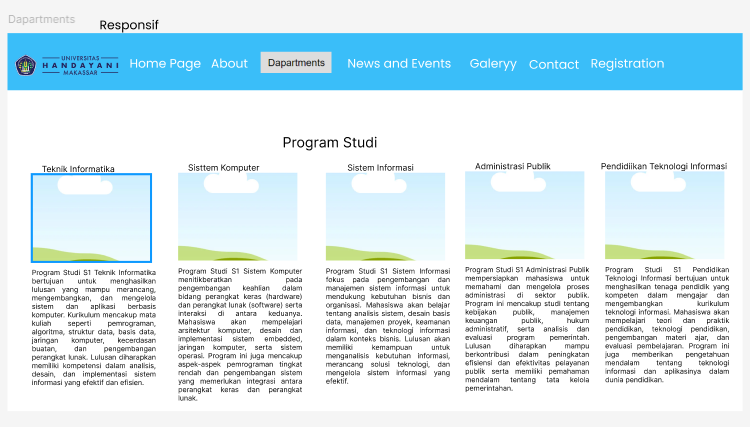 Dapartments
Responsif
UNIVERSITAS
HANDAYANI
MAKASSAR
Home Page About Dapartments News and Events Galeryy Contact Registration
Program Studi
Teknik Informatika
Program Studi S1 Teknik Informatika
bertujuan untuk menghasilkan
lulusan yang mampu merancang,
mengembangkan, dan mengelola
sistem dan aplikasi berbasis
komputer. Kurikulum mencakup mata
kuliah seperti pemrograman,
algoritma, struktur data, basis data,
jaringan komputer, kecerdasan
buatan, dan pengembangan
perangkat lunak. Lulusan diharapkan
memiliki kompetensi dalam analisis,
desain, dan implementasi sistem
informasi yang efektif dan efisien.
Sisttem Komputer
Program Studi S1 Sistem Komputer
menitikberatkan pada
pengembangan keahlian dalam
bidang perangkat keras (hardware)
dan perangkat lunak (software) serta
interaksi di antara keduanya.
Mahasiswa akan mempelajari
arsitektur komputer, desain dan
implementasi sistem embedded,
jaringan komputer, serta sistem
operasi. Program ini juga mencakup
aspek-aspek pemrograman tingkat
rendah dan pengembangan sistem
yang memerlukan integrasi antara
perangkat keras dan perangkat
lunak.
Sistem Informasi
Program Studi S1 Sistem Informasi
fokus pada pengembangan dan
manajemen sistem informasi untuk
mendukung kebutuhan bisnis dan
organisasi. Mahasiswa akan belajar
tentang analisis sistem, desain basis
data, manajemen proyek, keamanan
informasi, dan teknologi informasi
dalam konteks bisnis. Lulusan akan
memiliki kemampuan untuk
menganalisis kebutuhan informasi,
merancang solusi teknologi, dan
mengelola sistem informasi yang
efektif.
Administrasi Publik
Program Studi S1 Administrasi Publik
mempersiapkan mahasiswa untuk
memahami dan mengelola proses
administrasi di sektor publik.
Program ini mencakup studi tentang
kebijakan publik, manajemen
keuangan publik, hukum
administratif, serta analisis dan
evaluasi program pemerintah.
Lulusan diharapkan mampu
berkontribusi dalam peningkatan
efisiensi dan efektivitas pelayanan
publik serta memiliki pemahaman
mendalam tentang tata kelola
pemerintahan.
Pendidiikan Teknologi Informasi
Program Studi S1 Pendidikan
Teknologi Informasi bertujuan untuk
menghasilkan tenaga pendidik yang
kompeten dalam mengajar dan
mengembangkan kurikulum
teknologi informasi. Mahasiswa akan
mempelajari teori dan praktik
pendidikan, teknologi pendidikan,
pengembangan materi ajar, dan
evaluasi pembelajaran. Program ini
juga memberikan pengetahuan
mendalam tentang teknologi
informasi dan aplikasinya dalam
dunia pendidikan.